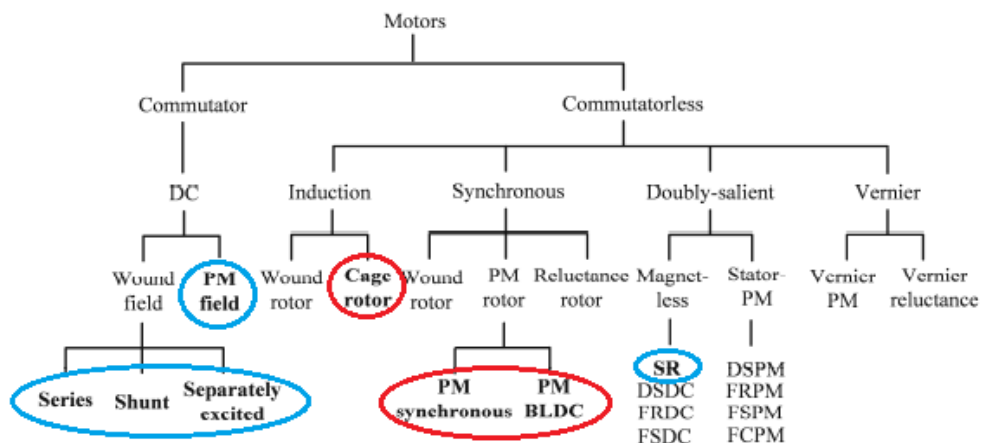 Motors
Commutator
Commutatorless
DC
Induction
Synchronous
Doubly-salient
Vernier
Wound
field
PM
field
Wound
rotor
Cage
rotor
Wound
rotor
PM
rotor
Reluctance
rotor
Magnet-
less
Stator-
PM
Vernier
PM
Vernier
reluctance
Series
Shunt
Separately
excited
PM
synchronous
PM
BLDC
SR
DSDC
FRDC
FSDC
DSPM
FRPM
FSPM
FCPM